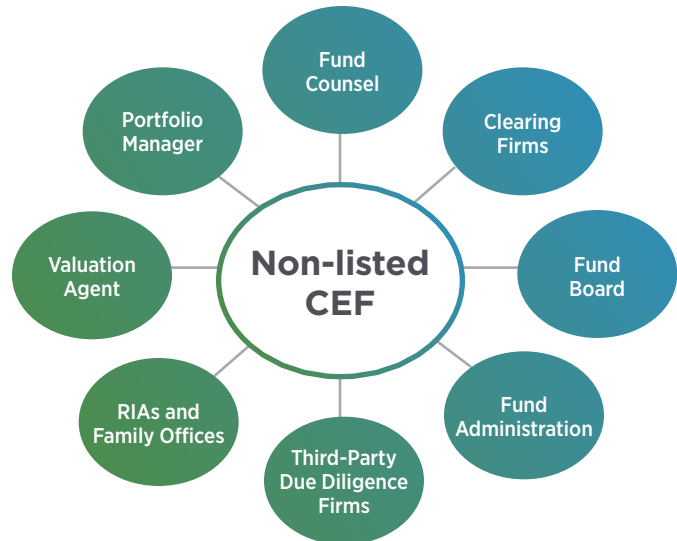 Fund
Counsel
Clearing
Firms
Fund
Board
Fund
Administration
Third-Party
Due Diligence
Firms
RIAs and
Family Offices
Valuation
Agent
Portfolio
Manager
Non-listed
CEF